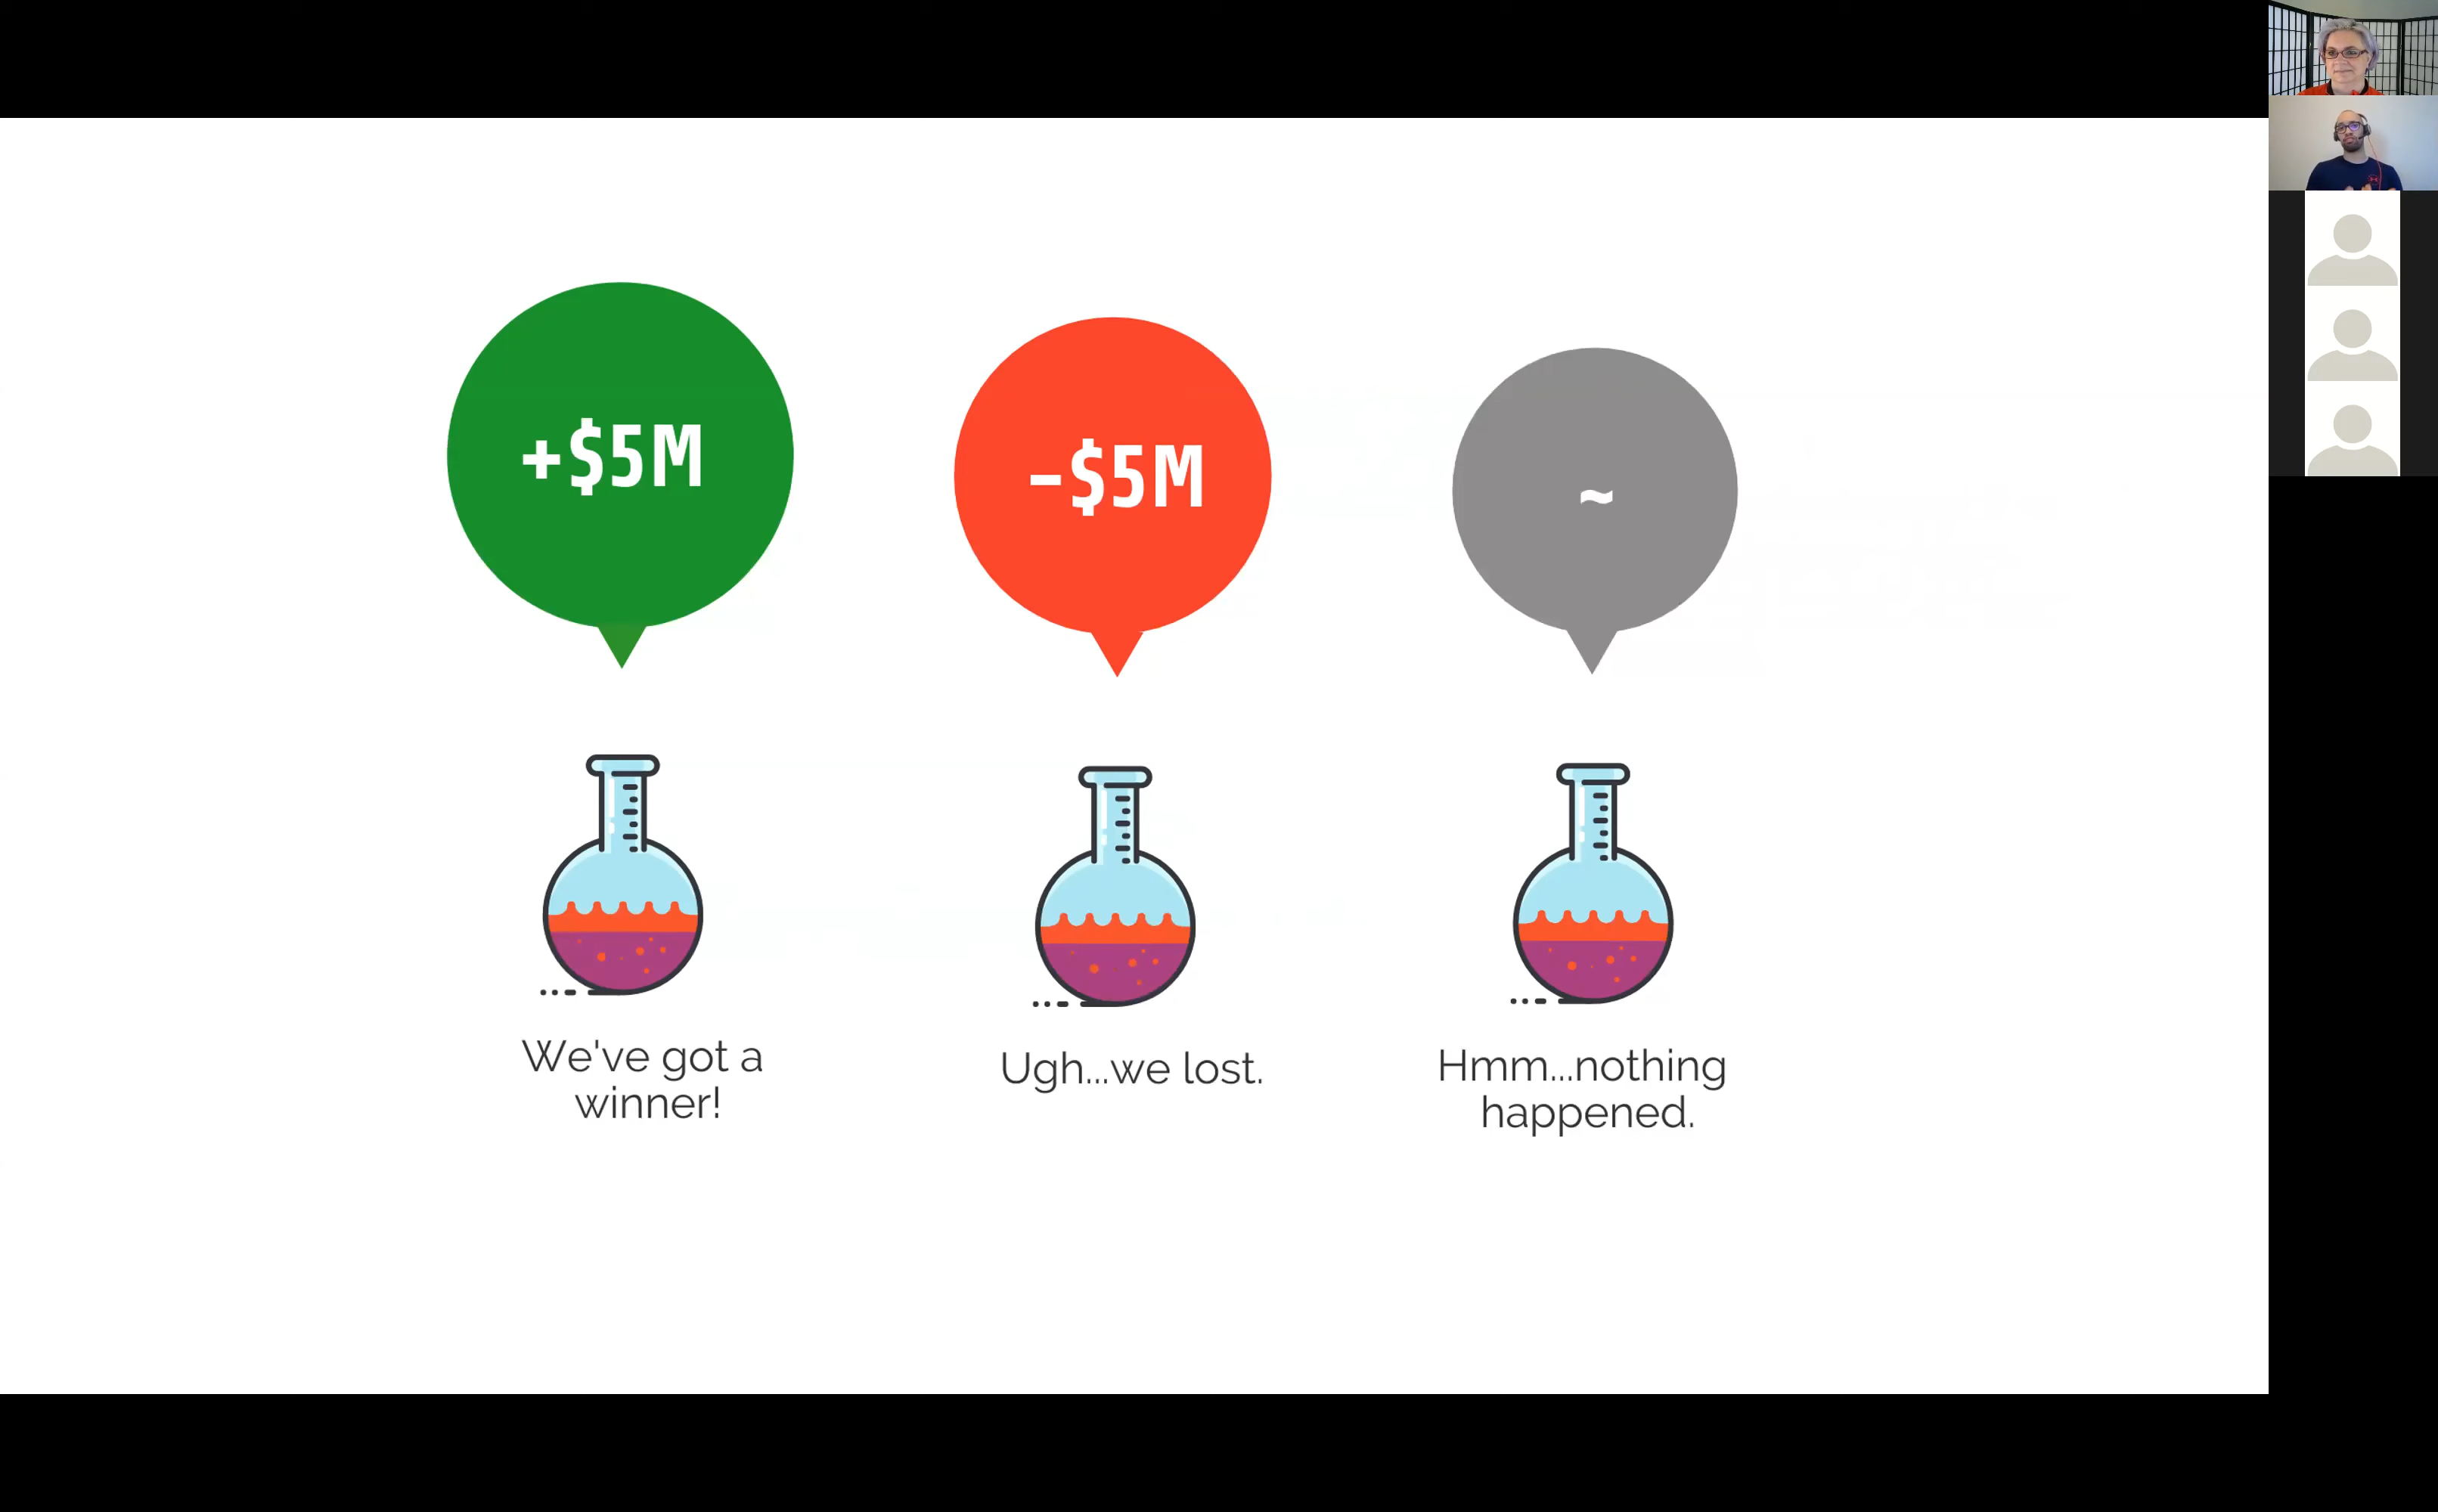 +$5M
–$5M
~
We've got a
winner!
Ugh...we lost.
Hmm...nothing
happened.